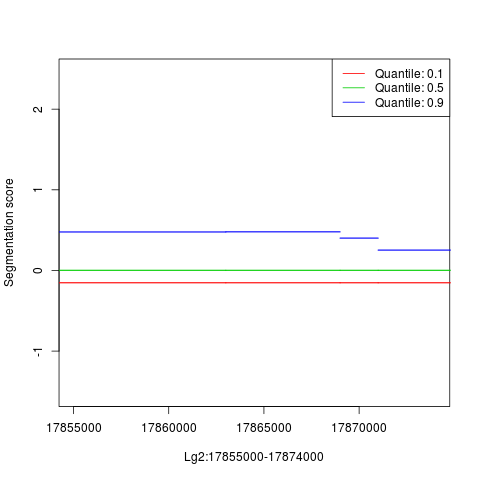 Quantile: 0.1
Quantile: 0.5
Quantile: 0.9
Segmentation score
2
1
0
-1
17855000 17860000 17865000 17870000
Lg2:17855000-17874000